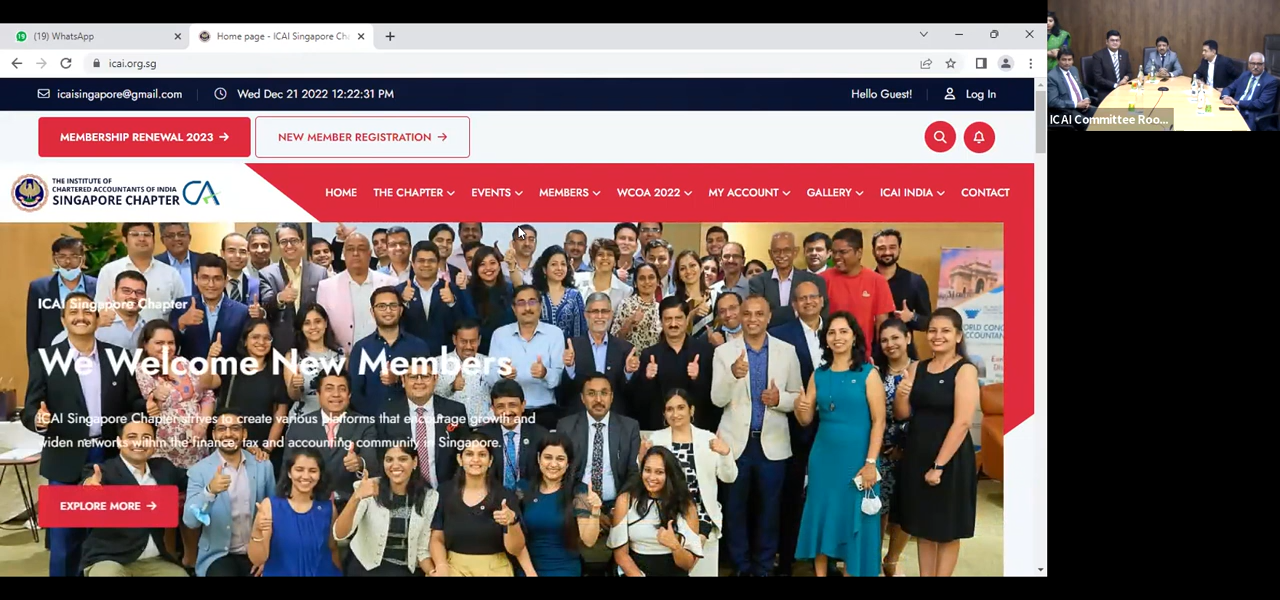 19
(19) WhatsApp
Home page - ICAI Singapore Cha
icai.org.sg
icaisingapore@gmail.com
Wed Dec 21 2022 12:22:31 PM
Hello Guest!
Log In
MEMBERSHIP RENEWAL 2023
NEW MEMBER REGISTRATION
THE INSTITUTE OF
CHARTERED ACCOUNTANTS OF INDIA
SINGAPORE CHAPTER
CA
HOME THE CHAPTER EVENTS MEMBERS WCOA 2022 MY ACCOUNT GALLERY ICAI INDIA CONTACT
ICAI Singapore Chapter
We Welcome New Members
ICAI Singapore Chapter strives to create various platforms that encourage growth and
widen networks within the finance, tax and accounting community in Singapore.
EXPLORE MORE
ICAI Committee Roo...